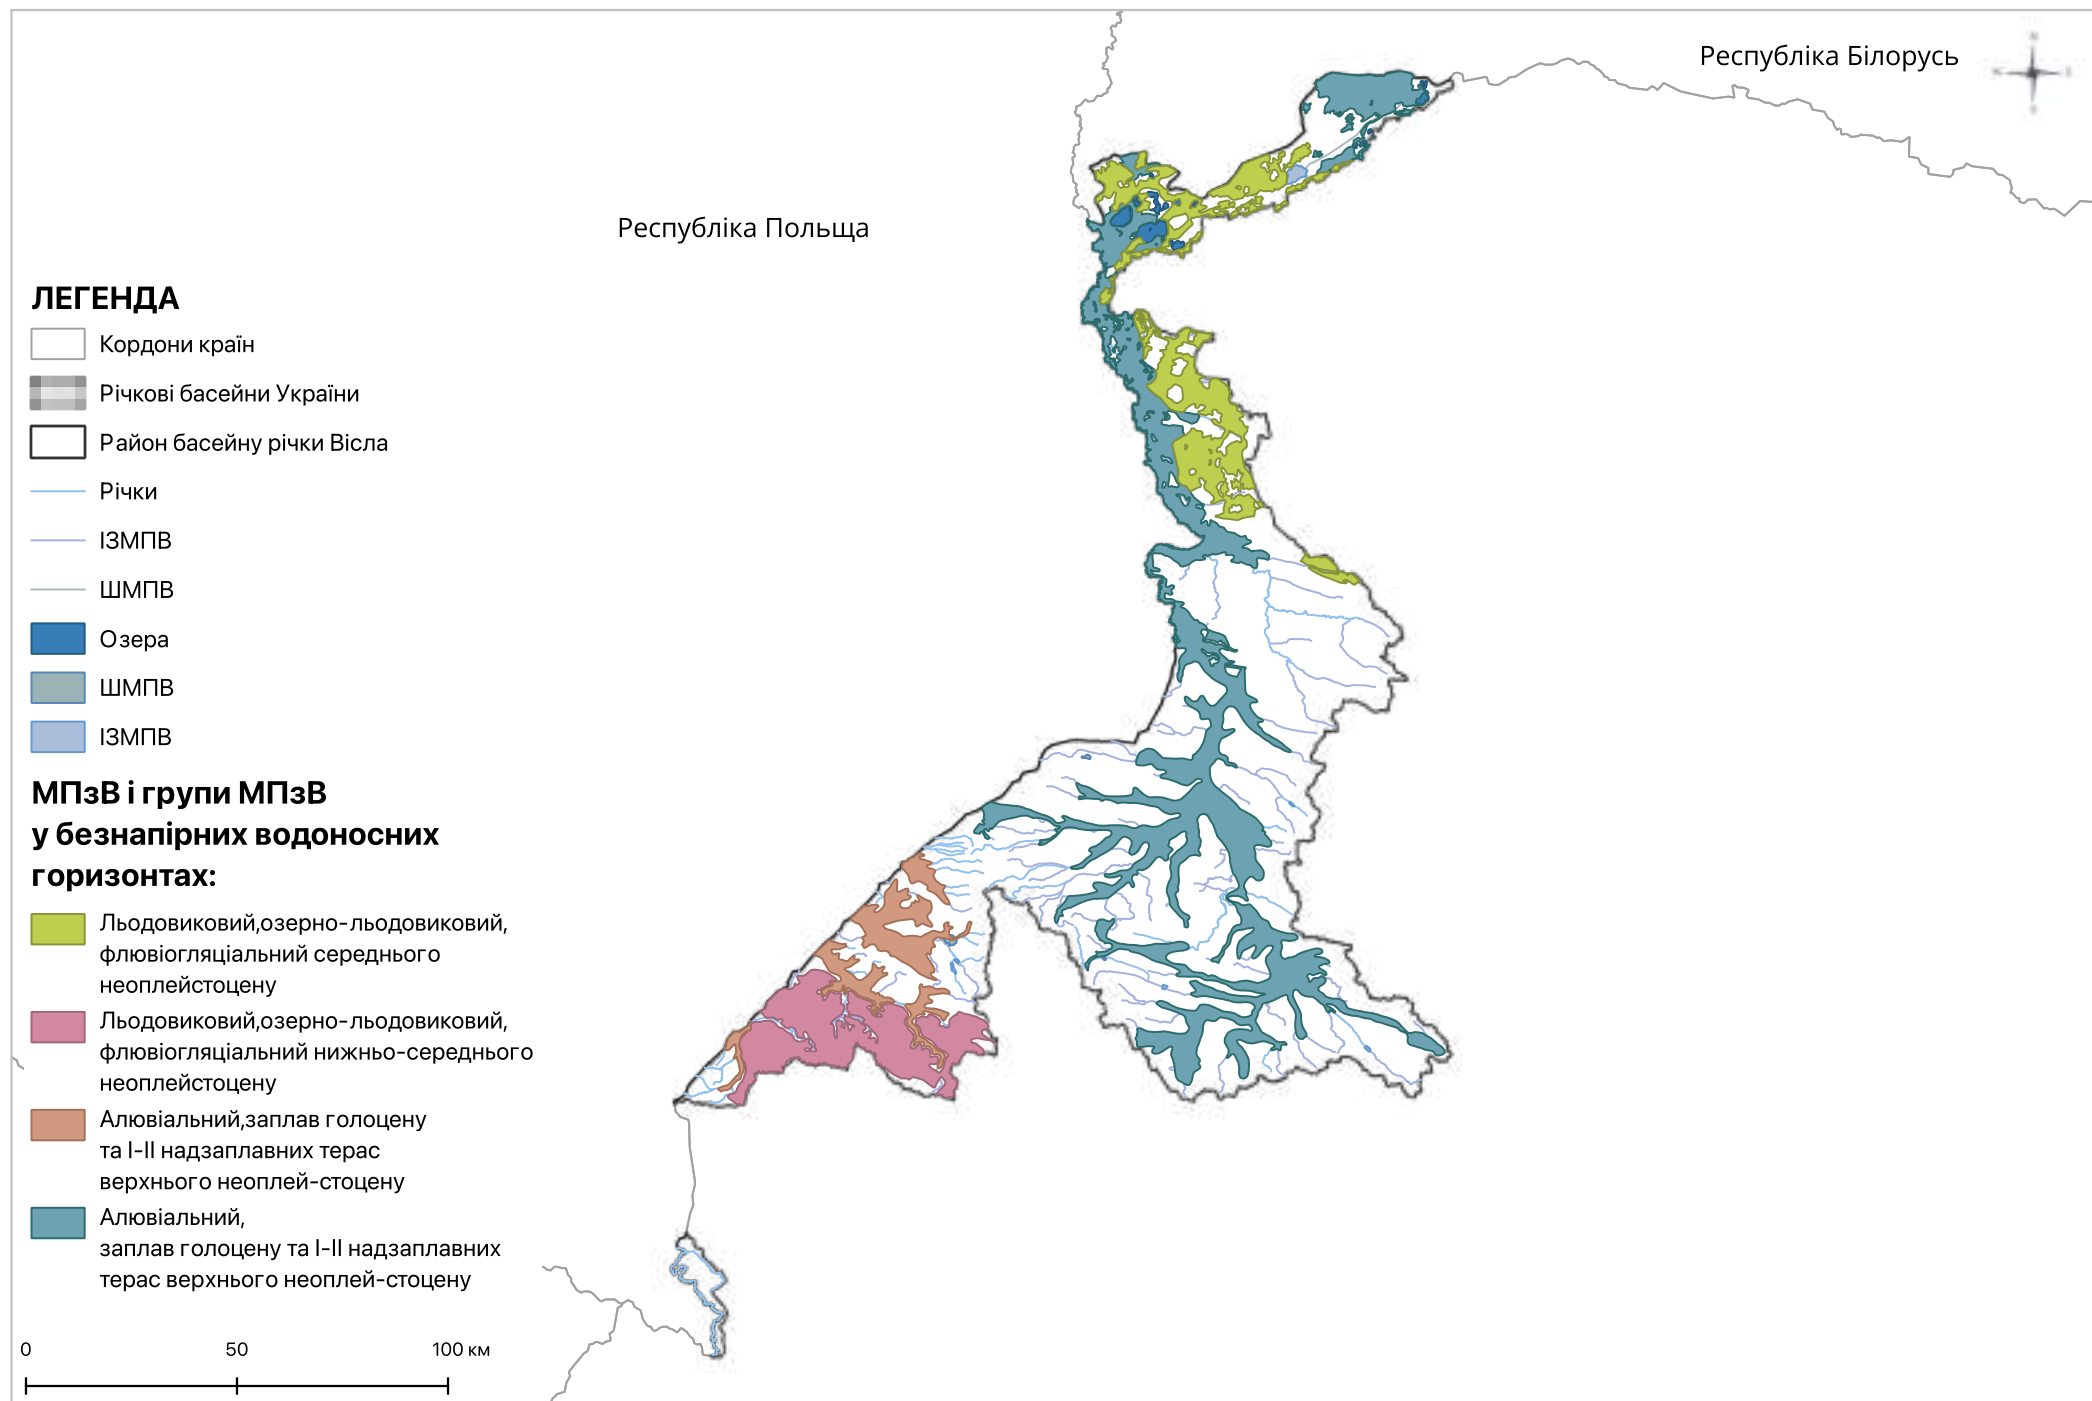 Республіка Білорусь
Республіка Польща
ЛЕГЕНДА
Кордони країн
Річкові басейни України
Район басейну річки Вісла
Річки
ІЗМПВ
ШМПВ
Озера
ШМПВ
ІЗМПВ
МПзВ і групи МПзВ
у безнапірних водоносних
горизонтах:
Льодовиковий,озерно-льодовиковий,
флювіогляціальний середнього
неоплейстоцену
Льодовиковий,озерно-льодовиковий,
флювіогляціальний нижньо-середнього
неоплейстоцену
Алювіальний,заплав голоцену
та І-ІІ надзаплавних терас
верхнього неоплей-стоцену
Алювіальний,
заплав голоцену та І-ІІ надзаплавних
терас верхнього неоплей-стоцену
0 50 100 км